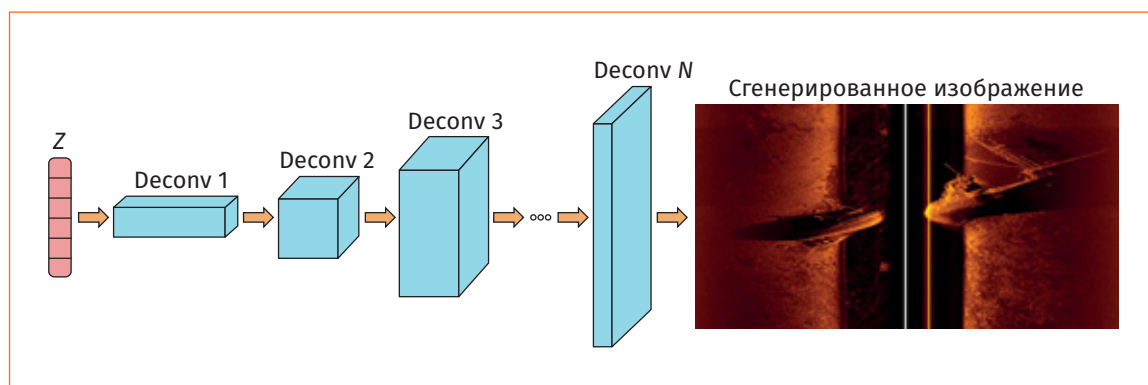 Z
Deconv 1
Deconv 2
Deconv 3
Deconv N
Сгенерированное изображение